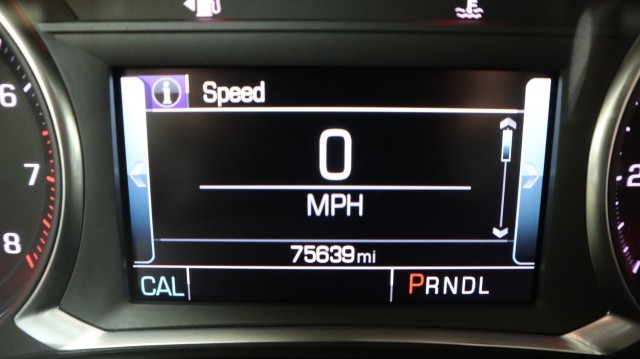 Speed
6
0
7
MPH
2
8
75639 mi
CAL
PRNDL